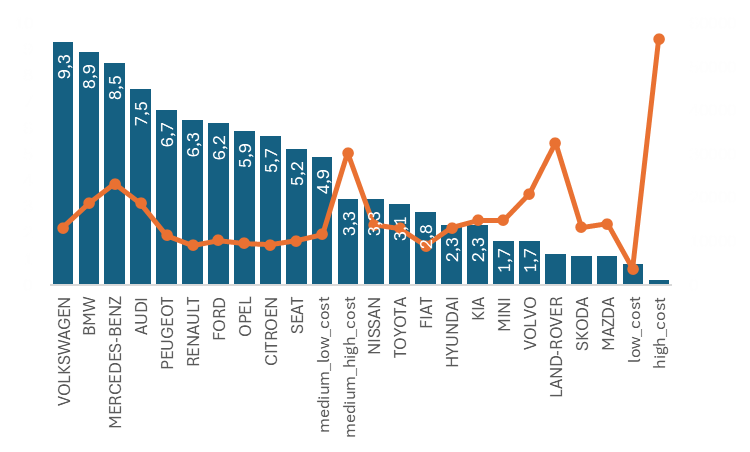 9,3
8,9
8,5
7,5
6,7
6,3
6,2
5,9
5,7
5,2
4,9
3,3
3,3
3,1
2,8
2,3
2,3
1,7
1,7
VOLKSWAGEN
BMW
MERCEDES-BENZ
AUDI
PEUGEOT
RENAULT
FORD
OPEL
CITROEN
SEAT
medium_low_cost
medium_high_cost
NISSAN
TOYOTA
FIAT
HYUNDAI
KIA
MINI
VOLVO
LAND-ROVER
SKODA
MAZDA
low_cost
high_cost